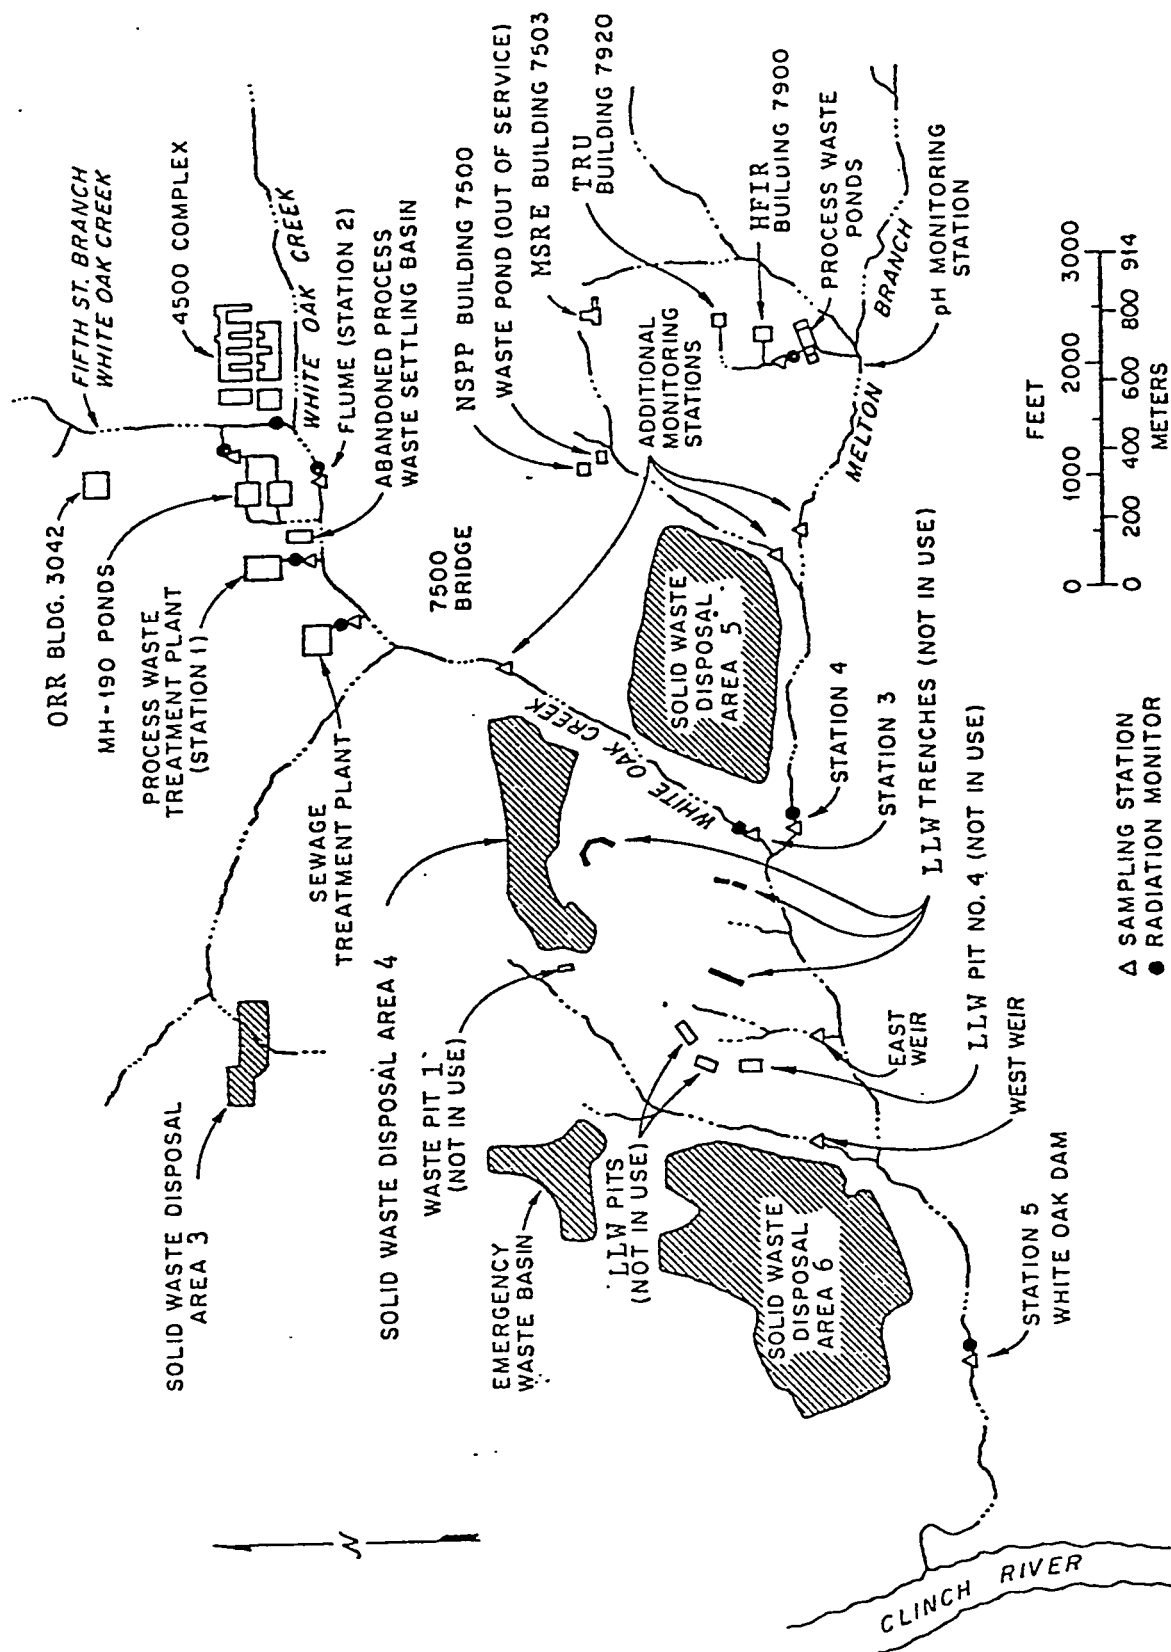 ORR BLDG. 3042
MH-190 PONDS
PROCESS WASTE
TREATMENT PLANT
(STATION 1)
SEWAGE
TREATMENT PLANT
SOLID WASTE DISPOSAL
AREA 3
SOLID WASTE DISPOSAL AREA 4
WASTE PIT 1
(NOT IN USE)
EMERGENCY
WASTE BASIN
LLW PITS
(NOT IN USE)
SOLID WASTE
DISPOSAL
AREA 6
FIFTH ST. BRANCH
WHITE OAK CREEK
4500 COMPLEX
WHITE OAK CREEK
FLUME (STATION 2)
ABANDONED PROCESS
WASTE SETTLING BASIN
7500
BRIDGE
NSPP BUILDING 7500
WASTE POND (OUT OF SERVICE)
MSRE BUILDING 7503
TRU
BUILDING 7920
HFIR
BUILDING 7900
PROCESS WASTE
PONDS
ADDITIONAL
MONITORING
STATIONS
MELTON BRANCH
pH MONITORING
STATION
SOLID WASTE
DISPOSAL
AREA 5
WHITE OAK CREEK
STATION 4
STATION 3
LLW TRENCHES (NOT IN USE)
LLW PIT NO. 4 (NOT IN USE)
EAST
WEIR
WEST WEIR
STATION 5
WHITE OAK DAM
N
CLINCH RIVER
FEET
0 1000 2000 3000
0 200 400 600 800 914
METERS
△ SAMPLING STATION
● RADIATION MONITOR